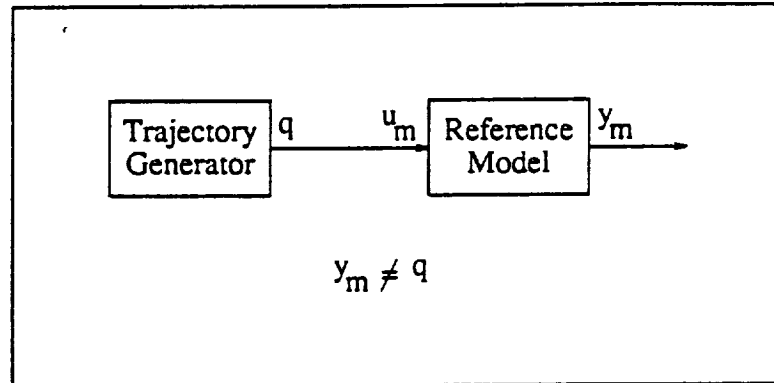 Trajectory
Generator
q
u_m
Reference
Model
y_m
y_m ≠ q